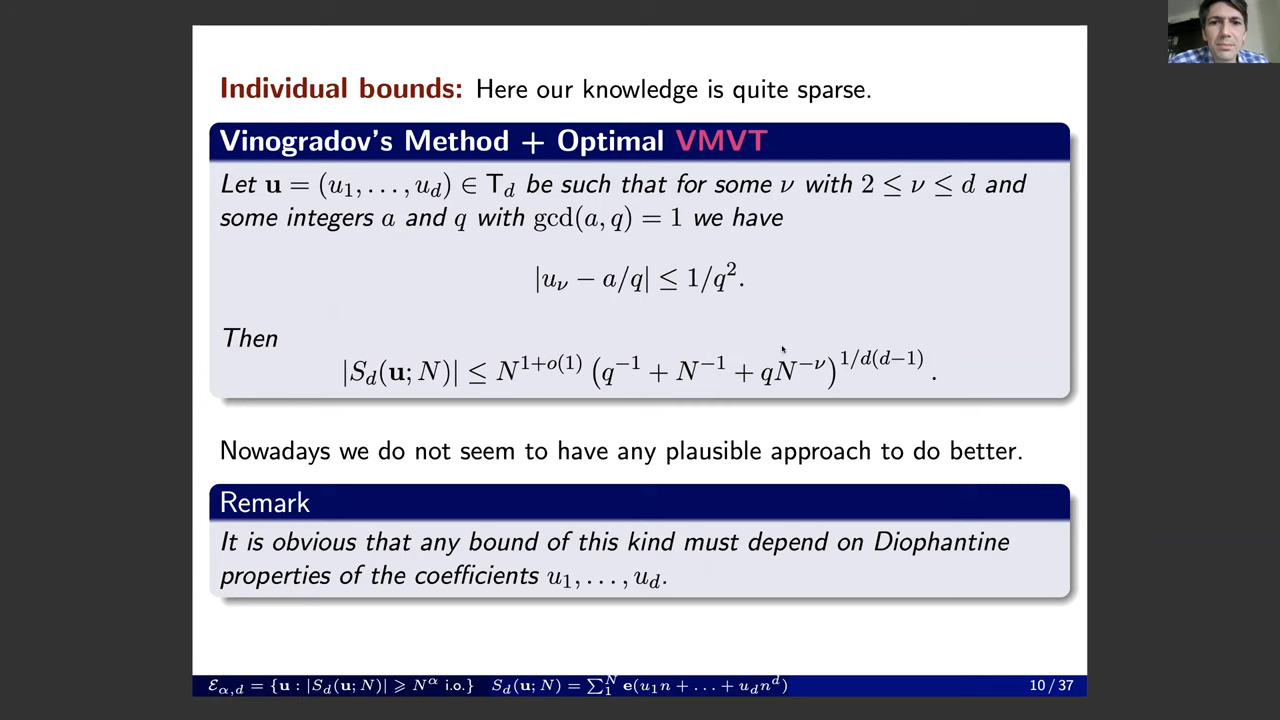 Individual bounds: Here our knowledge is quite sparse.
Vinogradov's Method + Optimal VMVT
Let u = (u₁, . . . , u_d) ∈ T_d be such that for some ν with 2 ≤ ν ≤ d and
some integers a and q with gcd(a, q) = 1 we have
|u_ν − a/q| ≤ 1/q².
Then
|S_d(u; N)| ≤ N^{1+o(1)} (q^{−1} + N^{−1} + qN^{−ν})^{1/d(d−1)} .
Nowadays we do not seem to have any plausible approach to do better.
Remark
It is obvious that any bound of this kind must depend on Diophantine
properties of the coefficients u₁, . . . , u_d.
𝓔_{α,d} = {u : |S_d(u; N)| ⩾ N^α i.o.} S_d(u; N) = ∑_1^N e(u₁n + . . . + u_d n^d) 10 / 37